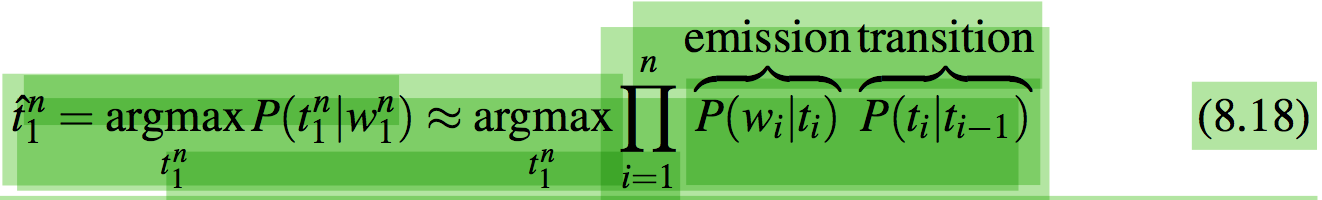 emission transition
t̂₁ⁿ = argmax P(t₁ⁿ|w₁ⁿ) ≈ argmax ∏ P(wᵢ|tᵢ) P(tᵢ|tᵢ₋₁) (8.18)
t₁ⁿ t₁ⁿ i=1 n